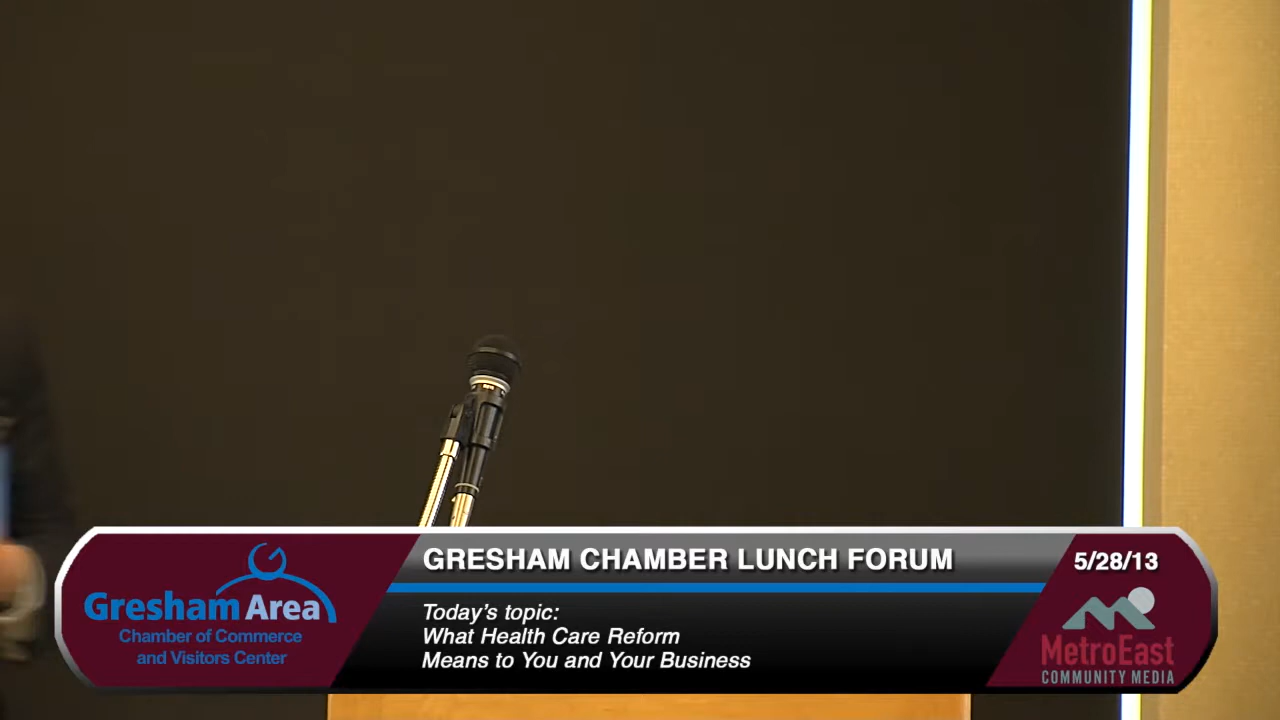 GRESHAM CHAMBER LUNCH FORUM
5/28/13
Gresham Area
Chamber of Commerce
and Visitors Center
Today's topic:
What Health Care Reform
Means to You and Your Business
MetroEast
COMMUNITY MEDIA